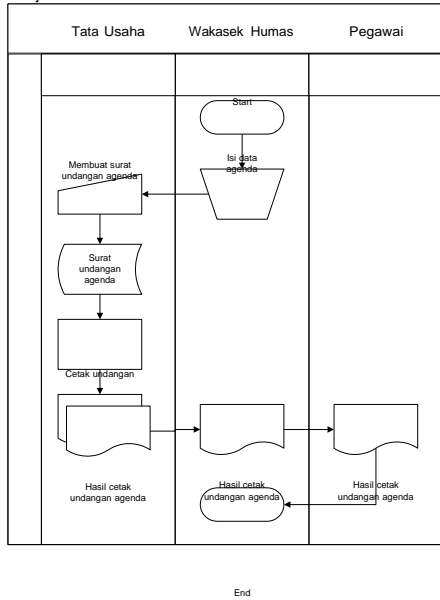 Tata Usaha
Wakasek Humas
Pegawai
Start
Isi data
agenda
Membuat surat
undangan agenda
Surat
undangan
agenda
Cetak undangan
Hasil cetak
undangan agenda
Hasil cetak
undangan agenda
Hasil cetak
undangan agenda
End